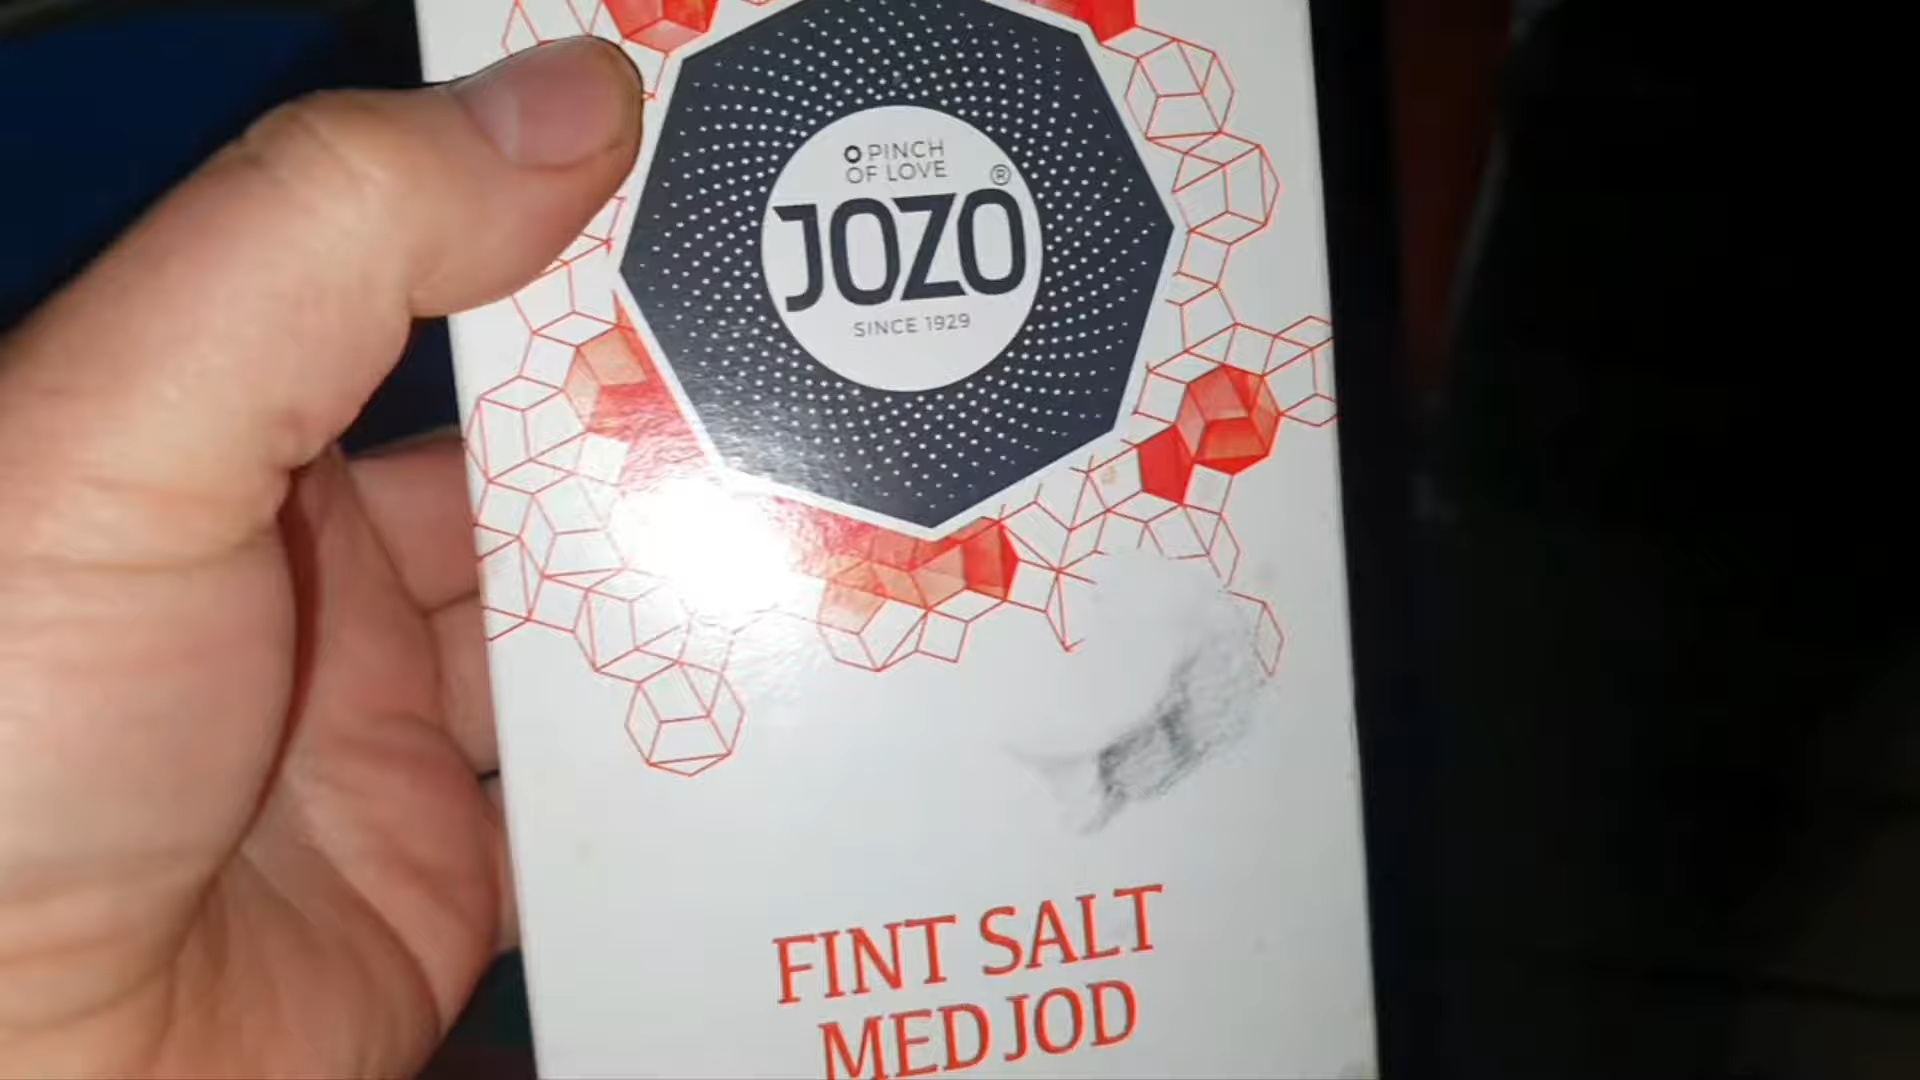 PINCH
OF LOVE
JOZO®
SINCE 1929
FINT SALT
MED JOD